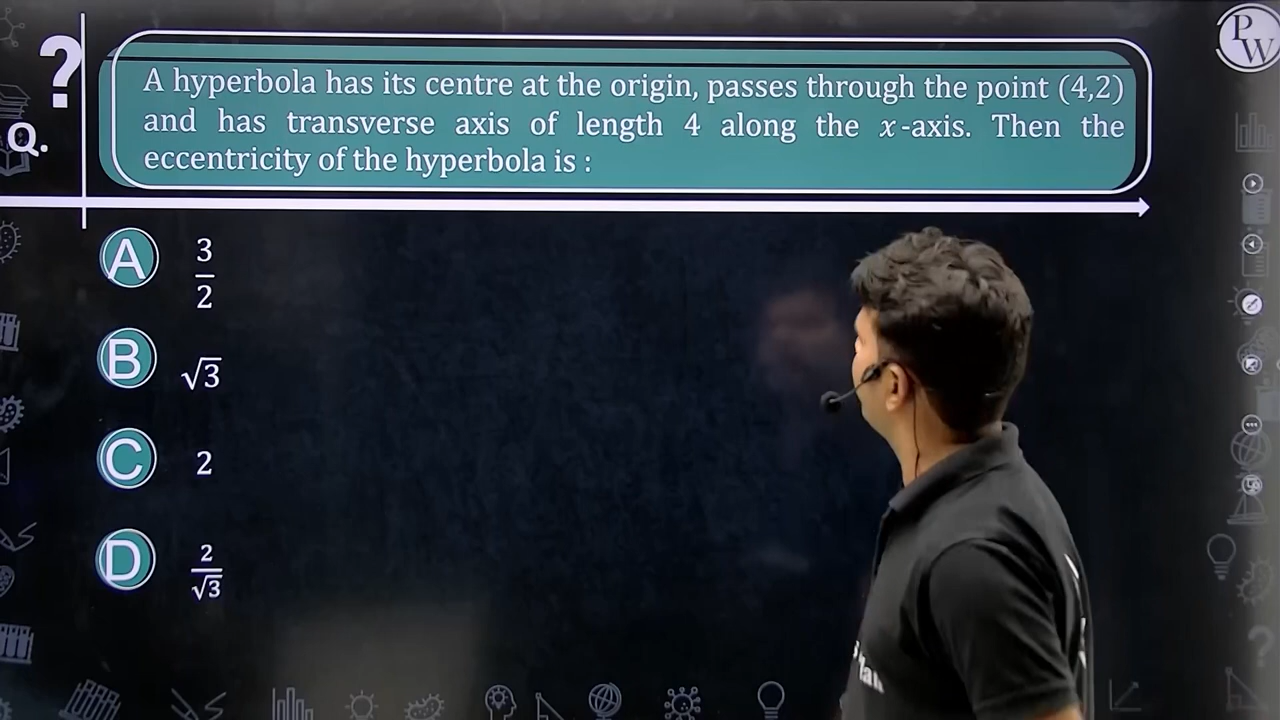 PW
?
Q.
A hyperbola has its centre at the origin, passes through the point (4,2)
and has transverse axis of length 4 along the x-axis. Then the
eccentricity of the hyperbola is :
A 3/2
B √3
C 2
D 2/√3